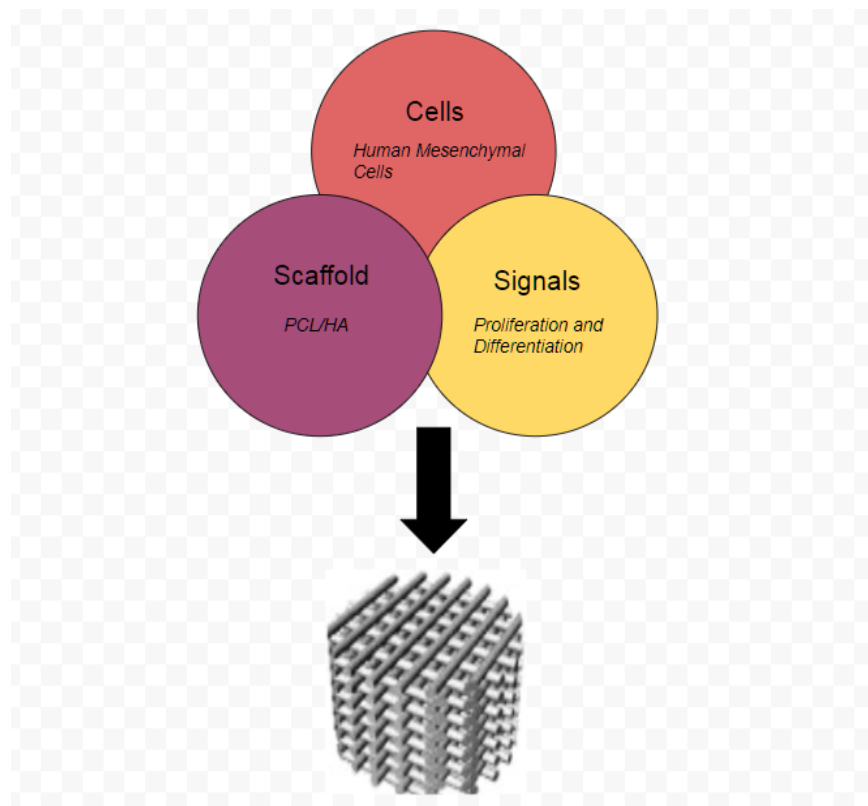 Cells
Human Mesenchymal
Cells
Scaffold
PCL/HA
Signals
Proliferation and
Differentiation